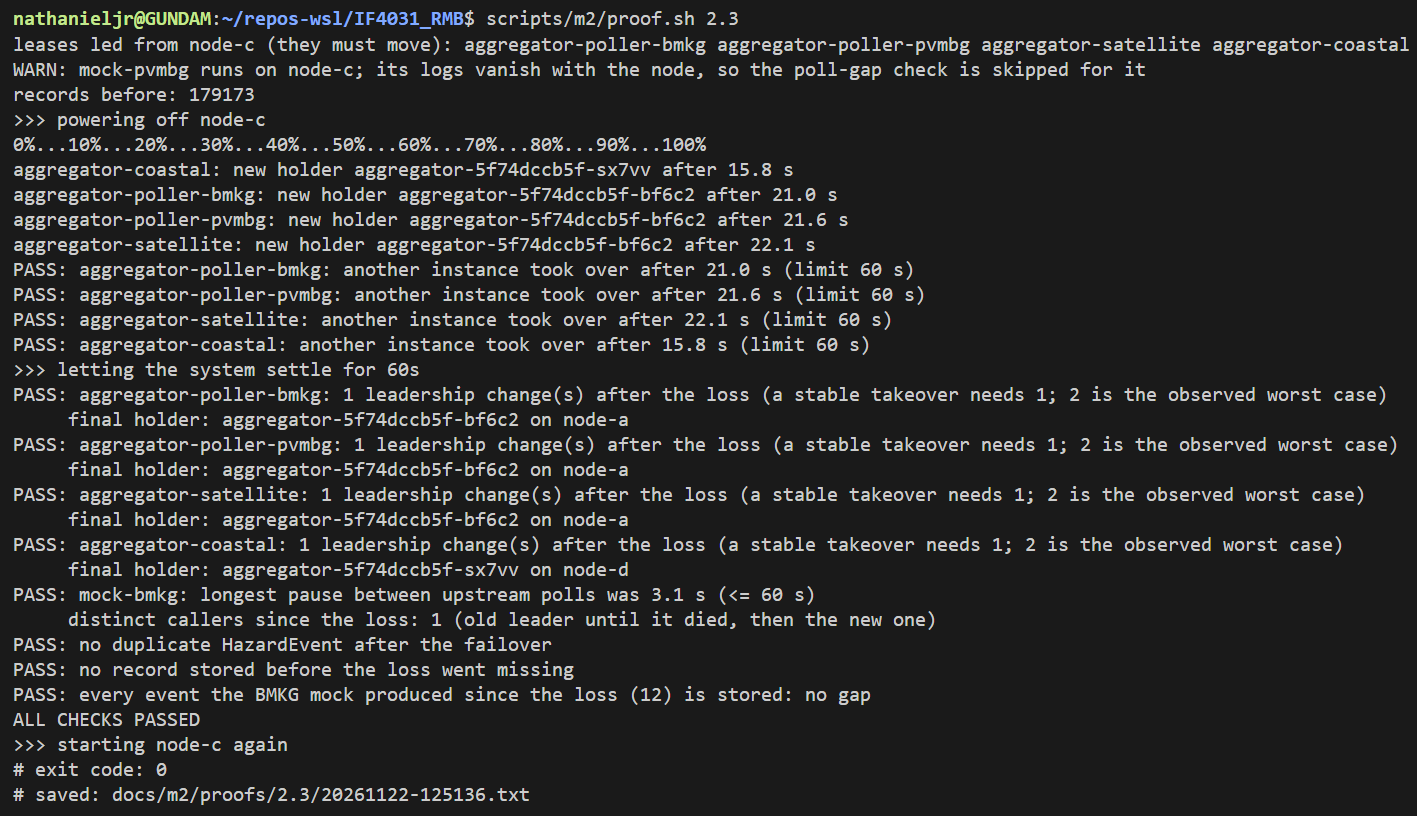 nathanieljr@GUNDAM:~/repos-wsl/IF4031_RMB$ scripts/m2/proof.sh 2.3
leases led from node-c (they must move): aggregator-poller-bmkg aggregator-poller-pvmbg aggregator-satellite aggregator-coastal
WARN: mock-pvmbg runs on node-c; its logs vanish with the node, so the poll-gap check is skipped for it
records before: 179173
>>> powering off node-c
0%...10%...20%...30%...40%...50%...60%...70%...80%...90%...100%
aggregator-coastal: new holder aggregator-5f74dccb5f-sx7vv after 15.8 s
aggregator-poller-bmkg: new holder aggregator-5f74dccb5f-bf6c2 after 21.0 s
aggregator-poller-pvmbg: new holder aggregator-5f74dccb5f-bf6c2 after 21.6 s
aggregator-satellite: new holder aggregator-5f74dccb5f-bf6c2 after 22.1 s
PASS: aggregator-poller-bmkg: another instance took over after 21.0 s (limit 60 s)
PASS: aggregator-poller-pvmbg: another instance took over after 21.6 s (limit 60 s)
PASS: aggregator-satellite: another instance took over after 22.1 s (limit 60 s)
PASS: aggregator-coastal: another instance took over after 15.8 s (limit 60 s)
>>> letting the system settle for 60s
PASS: aggregator-poller-bmkg: 1 leadership change(s) after the loss (a stable takeover needs 1; 2 is the observed worst case)
     final holder: aggregator-5f74dccb5f-bf6c2 on node-a
PASS: aggregator-poller-pvmbg: 1 leadership change(s) after the loss (a stable takeover needs 1; 2 is the observed worst case)
     final holder: aggregator-5f74dccb5f-bf6c2 on node-a
PASS: aggregator-satellite: 1 leadership change(s) after the loss (a stable takeover needs 1; 2 is the observed worst case)
     final holder: aggregator-5f74dccb5f-bf6c2 on node-a
PASS: aggregator-coastal: 1 leadership change(s) after the loss (a stable takeover needs 1; 2 is the observed worst case)
     final holder: aggregator-5f74dccb5f-sx7vv on node-d
PASS: mock-bmkg: longest pause between upstream polls was 3.1 s (<= 60 s)
     distinct callers since the loss: 1 (old leader until it died, then the new one)
PASS: no duplicate HazardEvent after the failover
PASS: no record stored before the loss went missing
PASS: every event the BMKG mock produced since the loss (12) is stored: no gap
ALL CHECKS PASSED
>>> starting node-c again
# exit code: 0
# saved: docs/m2/proofs/2.3/20261122-125136.txt